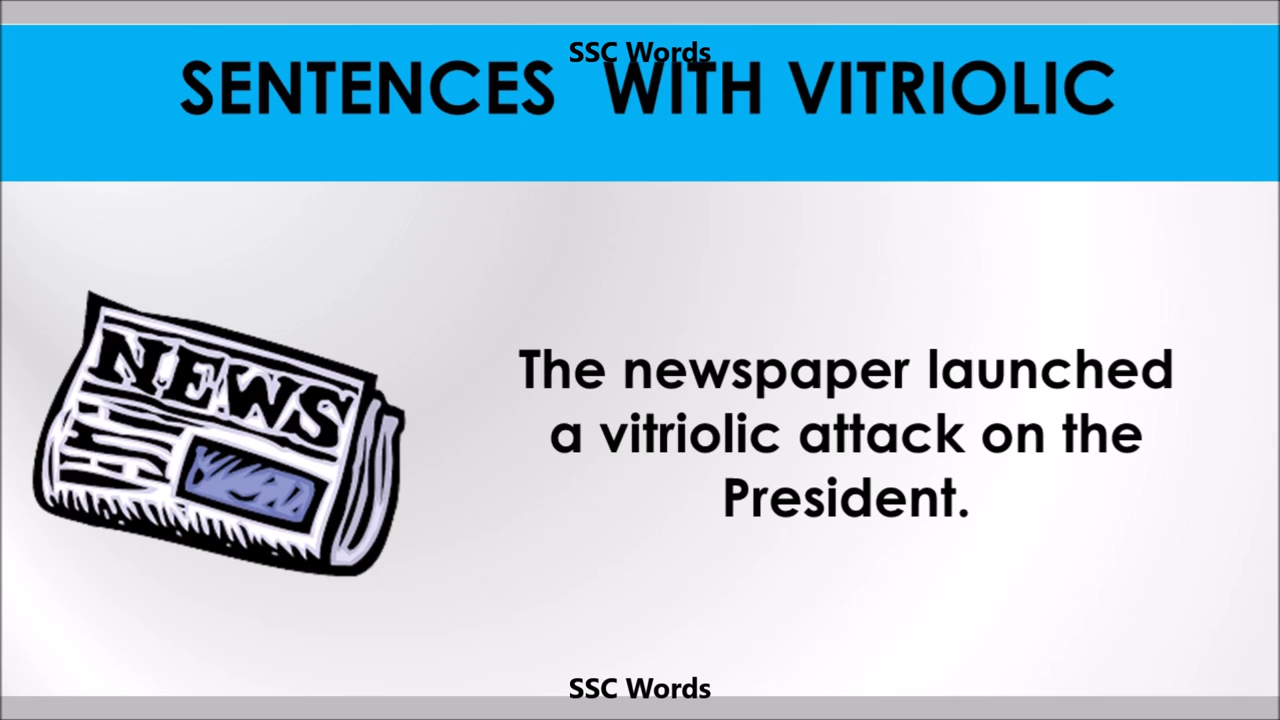 SSC Words
SENTENCES WITH VITRIOLIC
NEWS
The newspaper launched
a vitriolic attack on the
President.
SSC Words